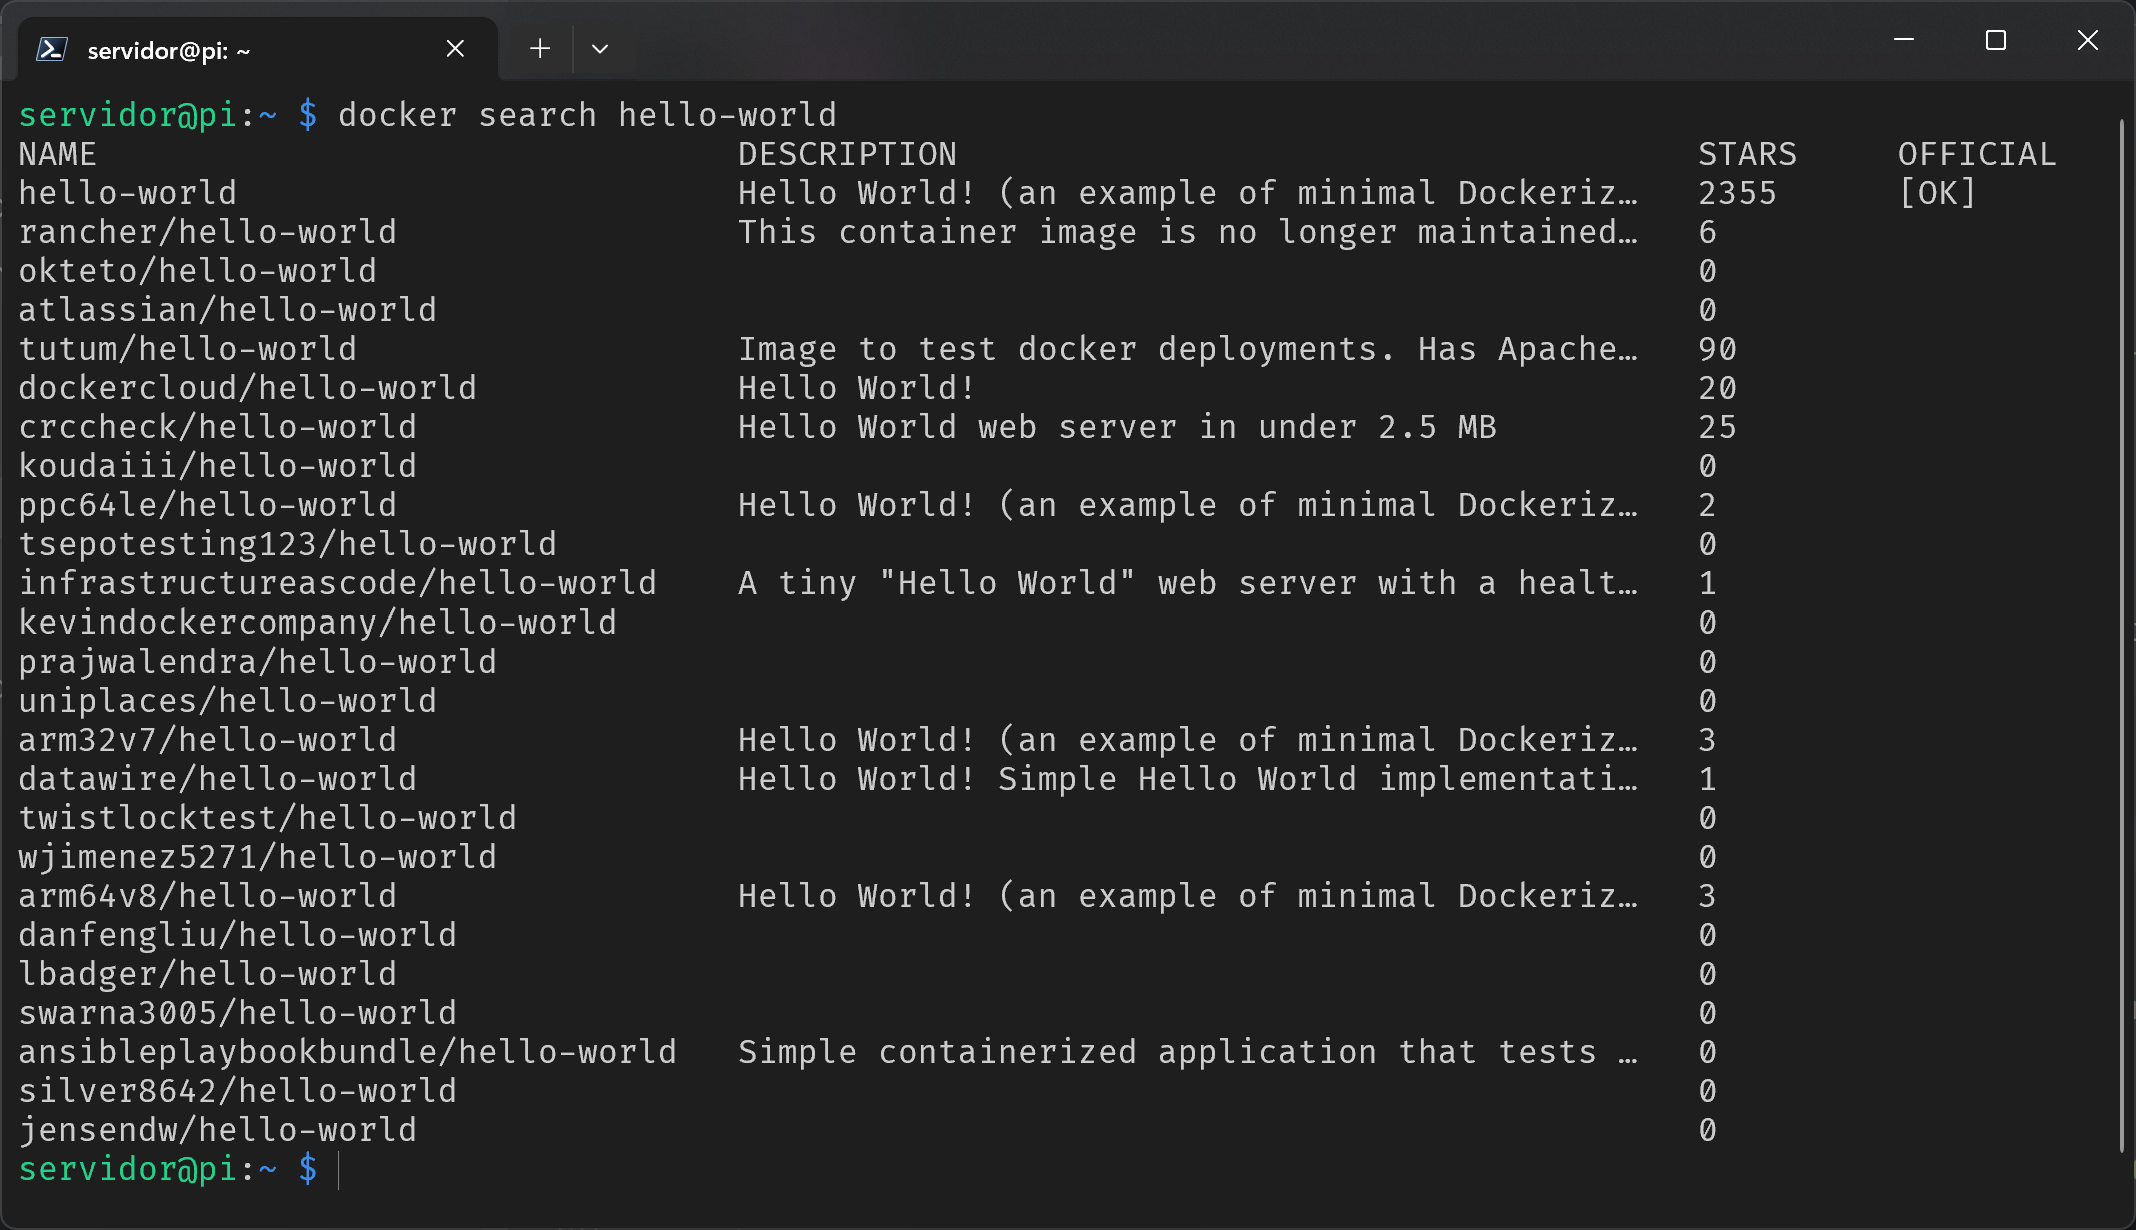 servidor@pi: ~
servidor@pi:~ $ docker search hello-world
NAME DESCRIPTION STARS OFFICIAL
hello-world Hello World! (an example of minimal Dockeriz… 2355 [OK]
rancher/hello-world This container image is no longer maintained… 6
okteto/hello-world 0
atlassian/hello-world 0
tutum/hello-world Image to test docker deployments. Has Apache… 90
dockercloud/hello-world Hello World! 20
crccheck/hello-world Hello World web server in under 2.5 MB 25
koudaiii/hello-world 0
ppc64le/hello-world Hello World! (an example of minimal Dockeriz… 2
tsepotesting123/hello-world 0
infrastructureascode/hello-world A tiny "Hello World" web server with a healt… 1
kevindockercompany/hello-world 0
prajwalendra/hello-world 0
uniplaces/hello-world 0
arm32v7/hello-world Hello World! (an example of minimal Dockeriz… 3
datawire/hello-world Hello World! Simple Hello World implementati… 1
twistlocktest/hello-world 0
wjimenez5271/hello-world 0
arm64v8/hello-world Hello World! (an example of minimal Dockeriz… 3
danfengliu/hello-world 0
lbadger/hello-world 0
swarna3005/hello-world 0
ansibleplaybookbundle/hello-world Simple containerized application that tests … 0
silver8642/hello-world 0
jensendw/hello-world 0
servidor@pi:~ $